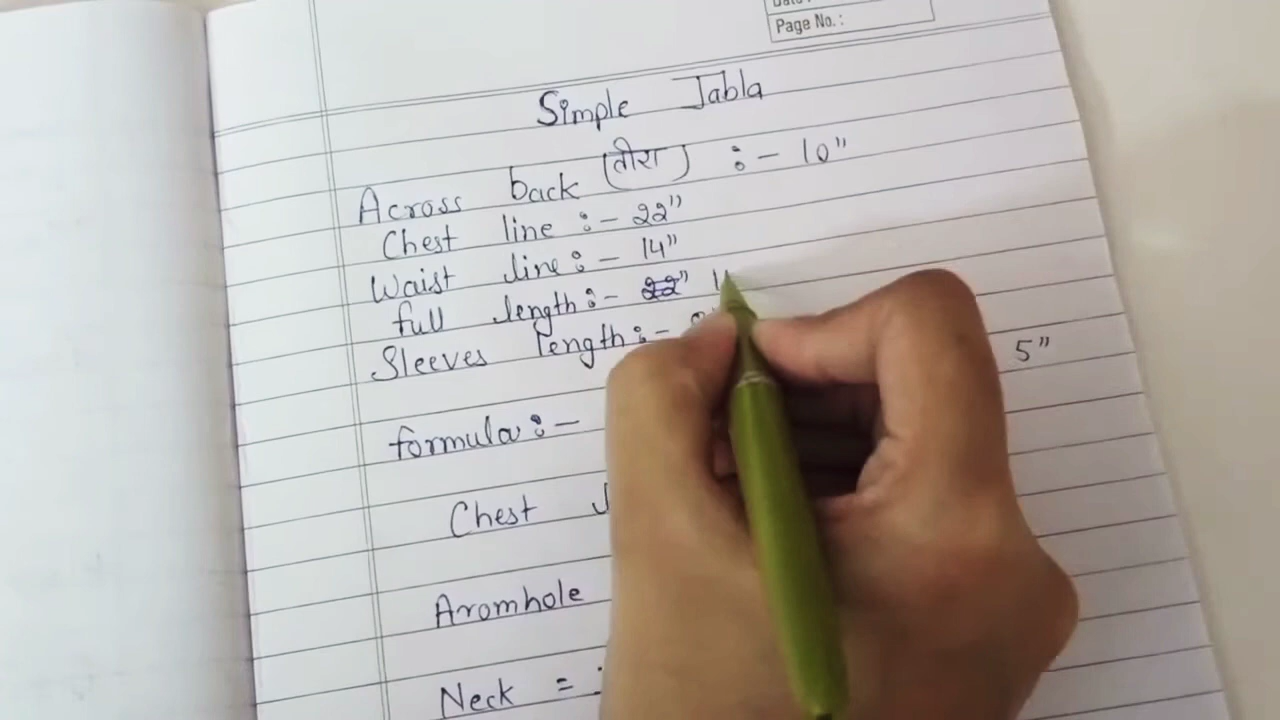 Page No. :
Simple Jabla
Across back (तीरा) :- 10"
Chest line :- 22"
Waist line :- 14"
full length :- 22"
Sleeves length :-
5"
formula :-
Chest
Aromhole
Neck =